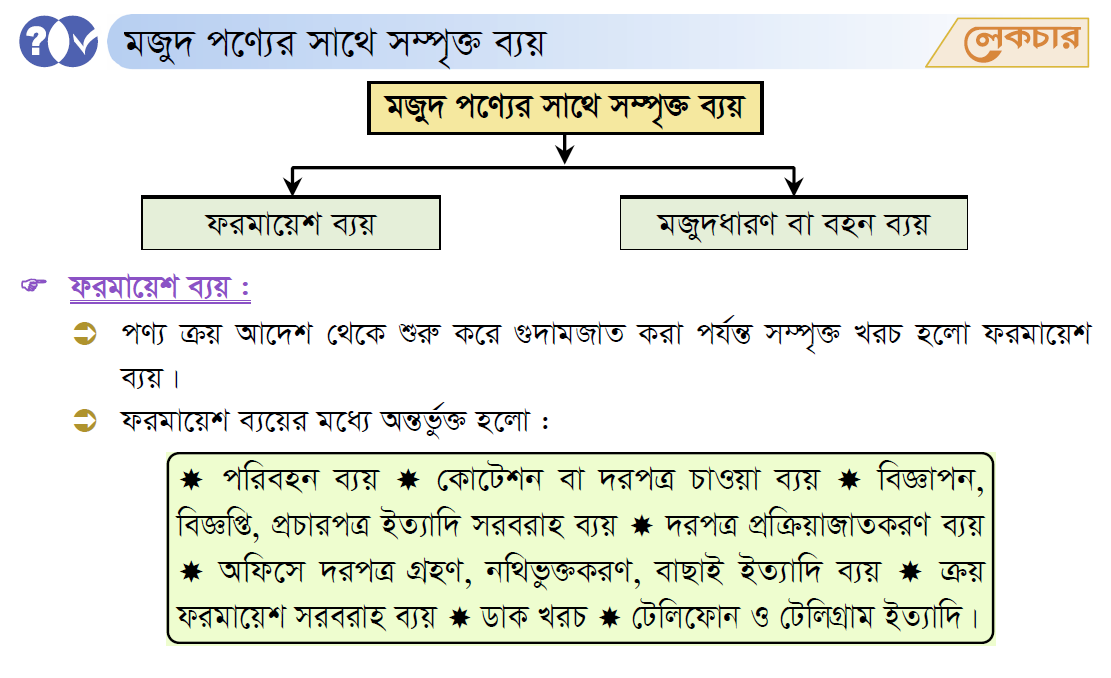 মজুদ পণ্যের সাথে সম্পৃক্ত ব্যয়
লেকচার
মজুদ পণ্যের সাথে সম্পৃক্ত ব্যয়
ফরমায়েশ ব্যয়
মজুদধারণ বা বহন ব্যয়
☞ ফরমায়েশ ব্যয় :
➲ পণ্য ক্রয় আদেশ থেকে শুরু করে গুদামজাত করা পর্যন্ত সম্পৃক্ত খরচ হলো ফরমায়েশ
ব্যয়।
➲ ফরমায়েশ ব্যয়ের মধ্যে অন্তর্ভুক্ত হলো :
✸ পরিবহন ব্যয় ✸ কোটেশন বা দরপত্র চাওয়া ব্যয় ✸ বিজ্ঞাপন,
বিজ্ঞপ্তি, প্রচারপত্র ইত্যাদি সরবরাহ ব্যয় ✸ দরপত্র প্রক্রিয়াজাতকরণ ব্যয়
✸ অফিসে দরপত্র গ্রহণ, নথিভুক্তকরণ, বাছাই ইত্যাদি ব্যয় ✸ ক্রয়
ফরমায়েশ সরবরাহ ব্যয় ✸ ডাক খরচ ✸ টেলিফোন ও টেলিগ্রাম ইত্যাদি।